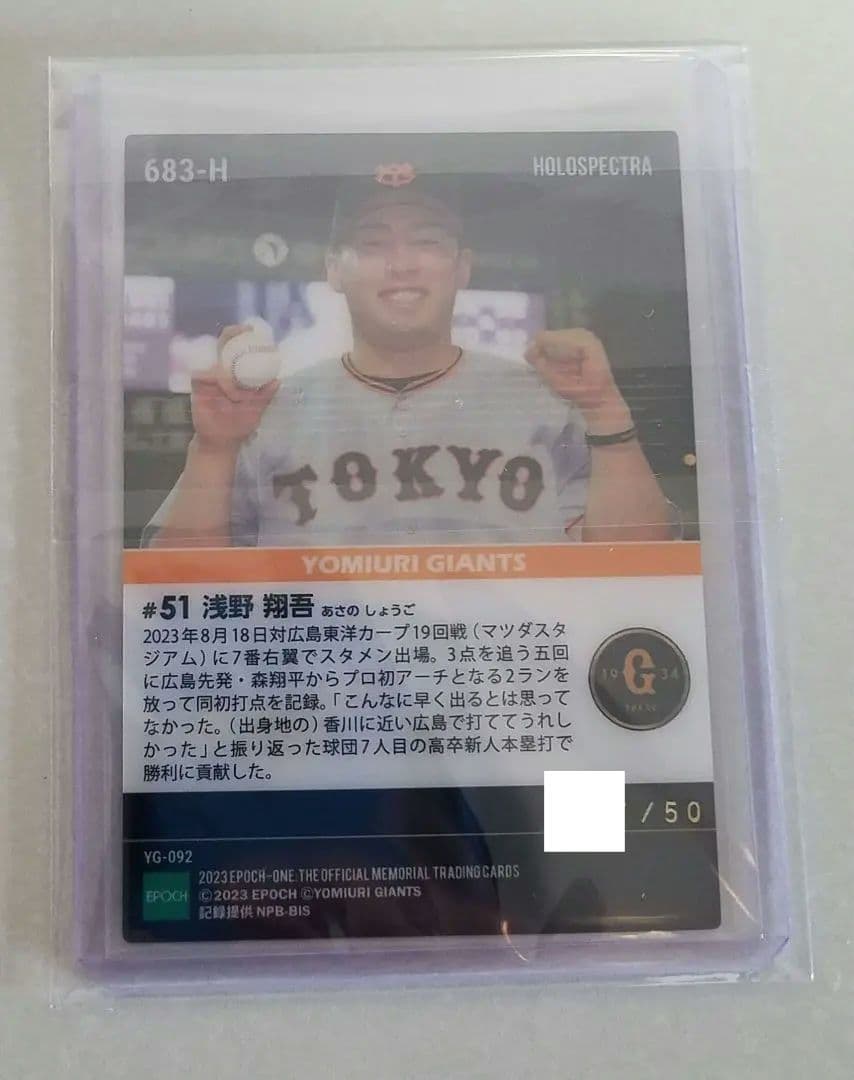 683-H
HOLOSPECTRA
TOKYO
YOMIURI GIANTS
#51 浅野 翔吾 あさの しょうご
2023年8月18日対広島東洋カープ19回戦（マツダスタ
ジアム）に7番右翼でスタメン出場。3点を追う五回
に広島先発・森翔平からプロ初アーチとなる2ランを
放って同初打点を記録。「こんなに早く出るとは思って
なかった。（出身地の）香川に近い広島で打ててうれし
かった」と振り返った球団7人目の高卒新人本塁打で
勝利に貢献した。
19 G 34
TOKYO
/50
YG-092
EPOCH
2023 EPOCH-ONE THE OFFICIAL MEMORIAL TRADING CARDS
©2023 EPOCH ©YOMIURI GIANTS
記録提供 NPB-BIS